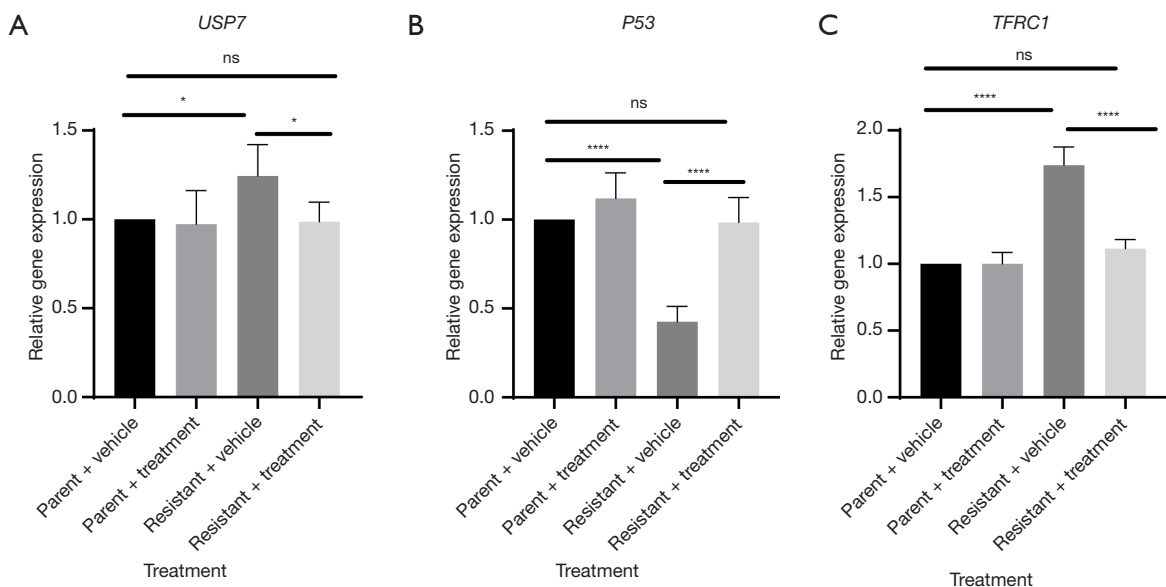 A
USP7
ns
*
*
1.5
1.0
0.5
0.0
Relative gene expression
Parent + vehicle
Parent + treatment
Resistant + vehicle
Resistant + treatment
Treatment
B
P53
ns
****
****
1.5
1.0
0.5
0.0
Relative gene expression
Parent + vehicle
Parent + treatment
Resistant + vehicle
Resistant + treatment
Treatment
C
TFRC1
ns
****
****
2.0
1.5
1.0
0.5
0.0
Relative gene expression
Parent + vehicle
Parent + treatment
Resistant + vehicle
Resistant + treatment
Treatment